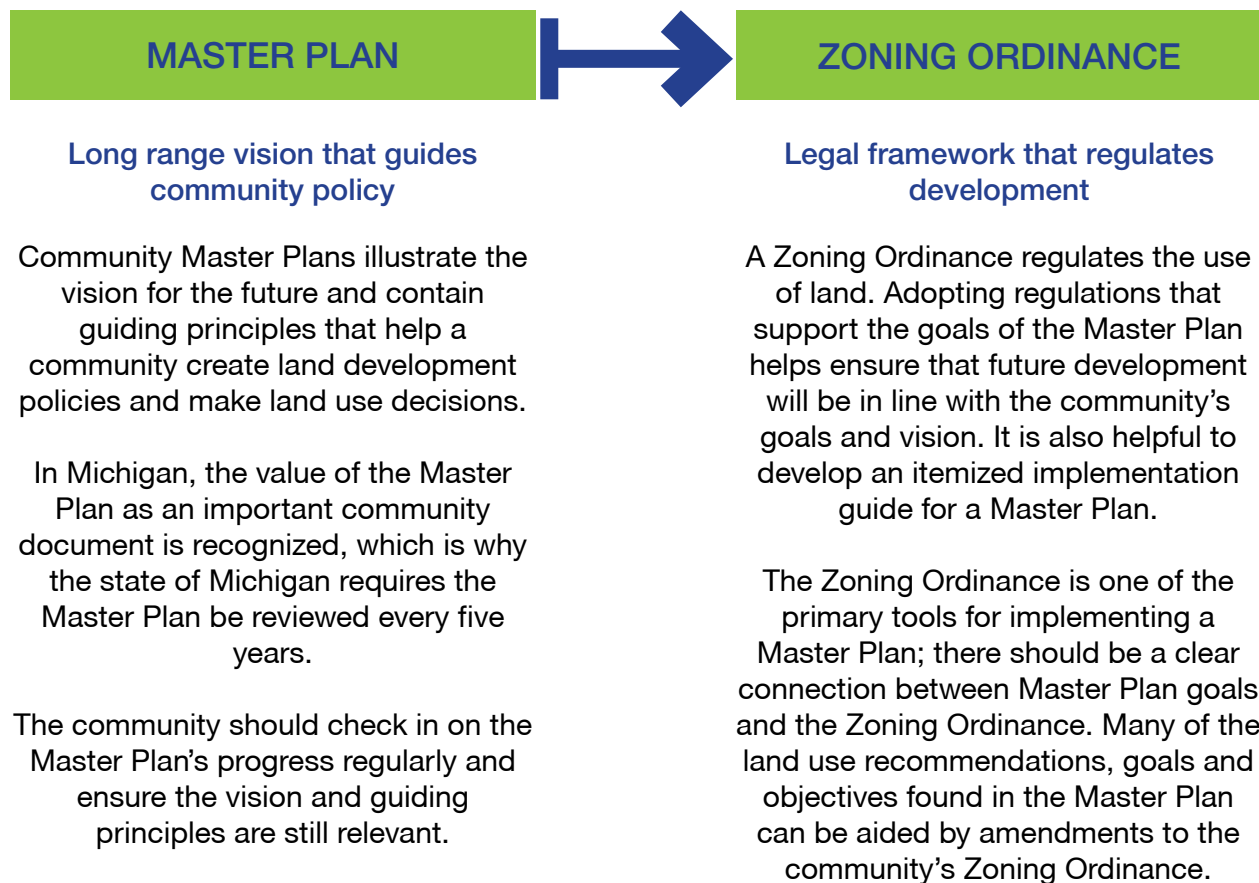 MASTER PLAN
Long range vision that guides
community policy
Community Master Plans illustrate the
vision for the future and contain
guiding principles that help a
community create land development
policies and make land use decisions.
In Michigan, the value of the Master
Plan as an important community
document is recognized, which is why
the state of Michigan requires the
Master Plan be reviewed every five
years.
The community should check in on the
Master Plan’s progress regularly and
ensure the vision and guiding
principles are still relevant.
ZONING ORDINANCE
Legal framework that regulates
development
A Zoning Ordinance regulates the use
of land. Adopting regulations that
support the goals of the Master Plan
helps ensure that future development
will be in line with the community’s
goals and vision. It is also helpful to
develop an itemized implementation
guide for a Master Plan.
The Zoning Ordinance is one of the
primary tools for implementing a
Master Plan; there should be a clear
connection between Master Plan goals
and the Zoning Ordinance. Many of the
land use recommendations, goals and
objectives found in the Master Plan
can be aided by amendments to the
community’s Zoning Ordinance.